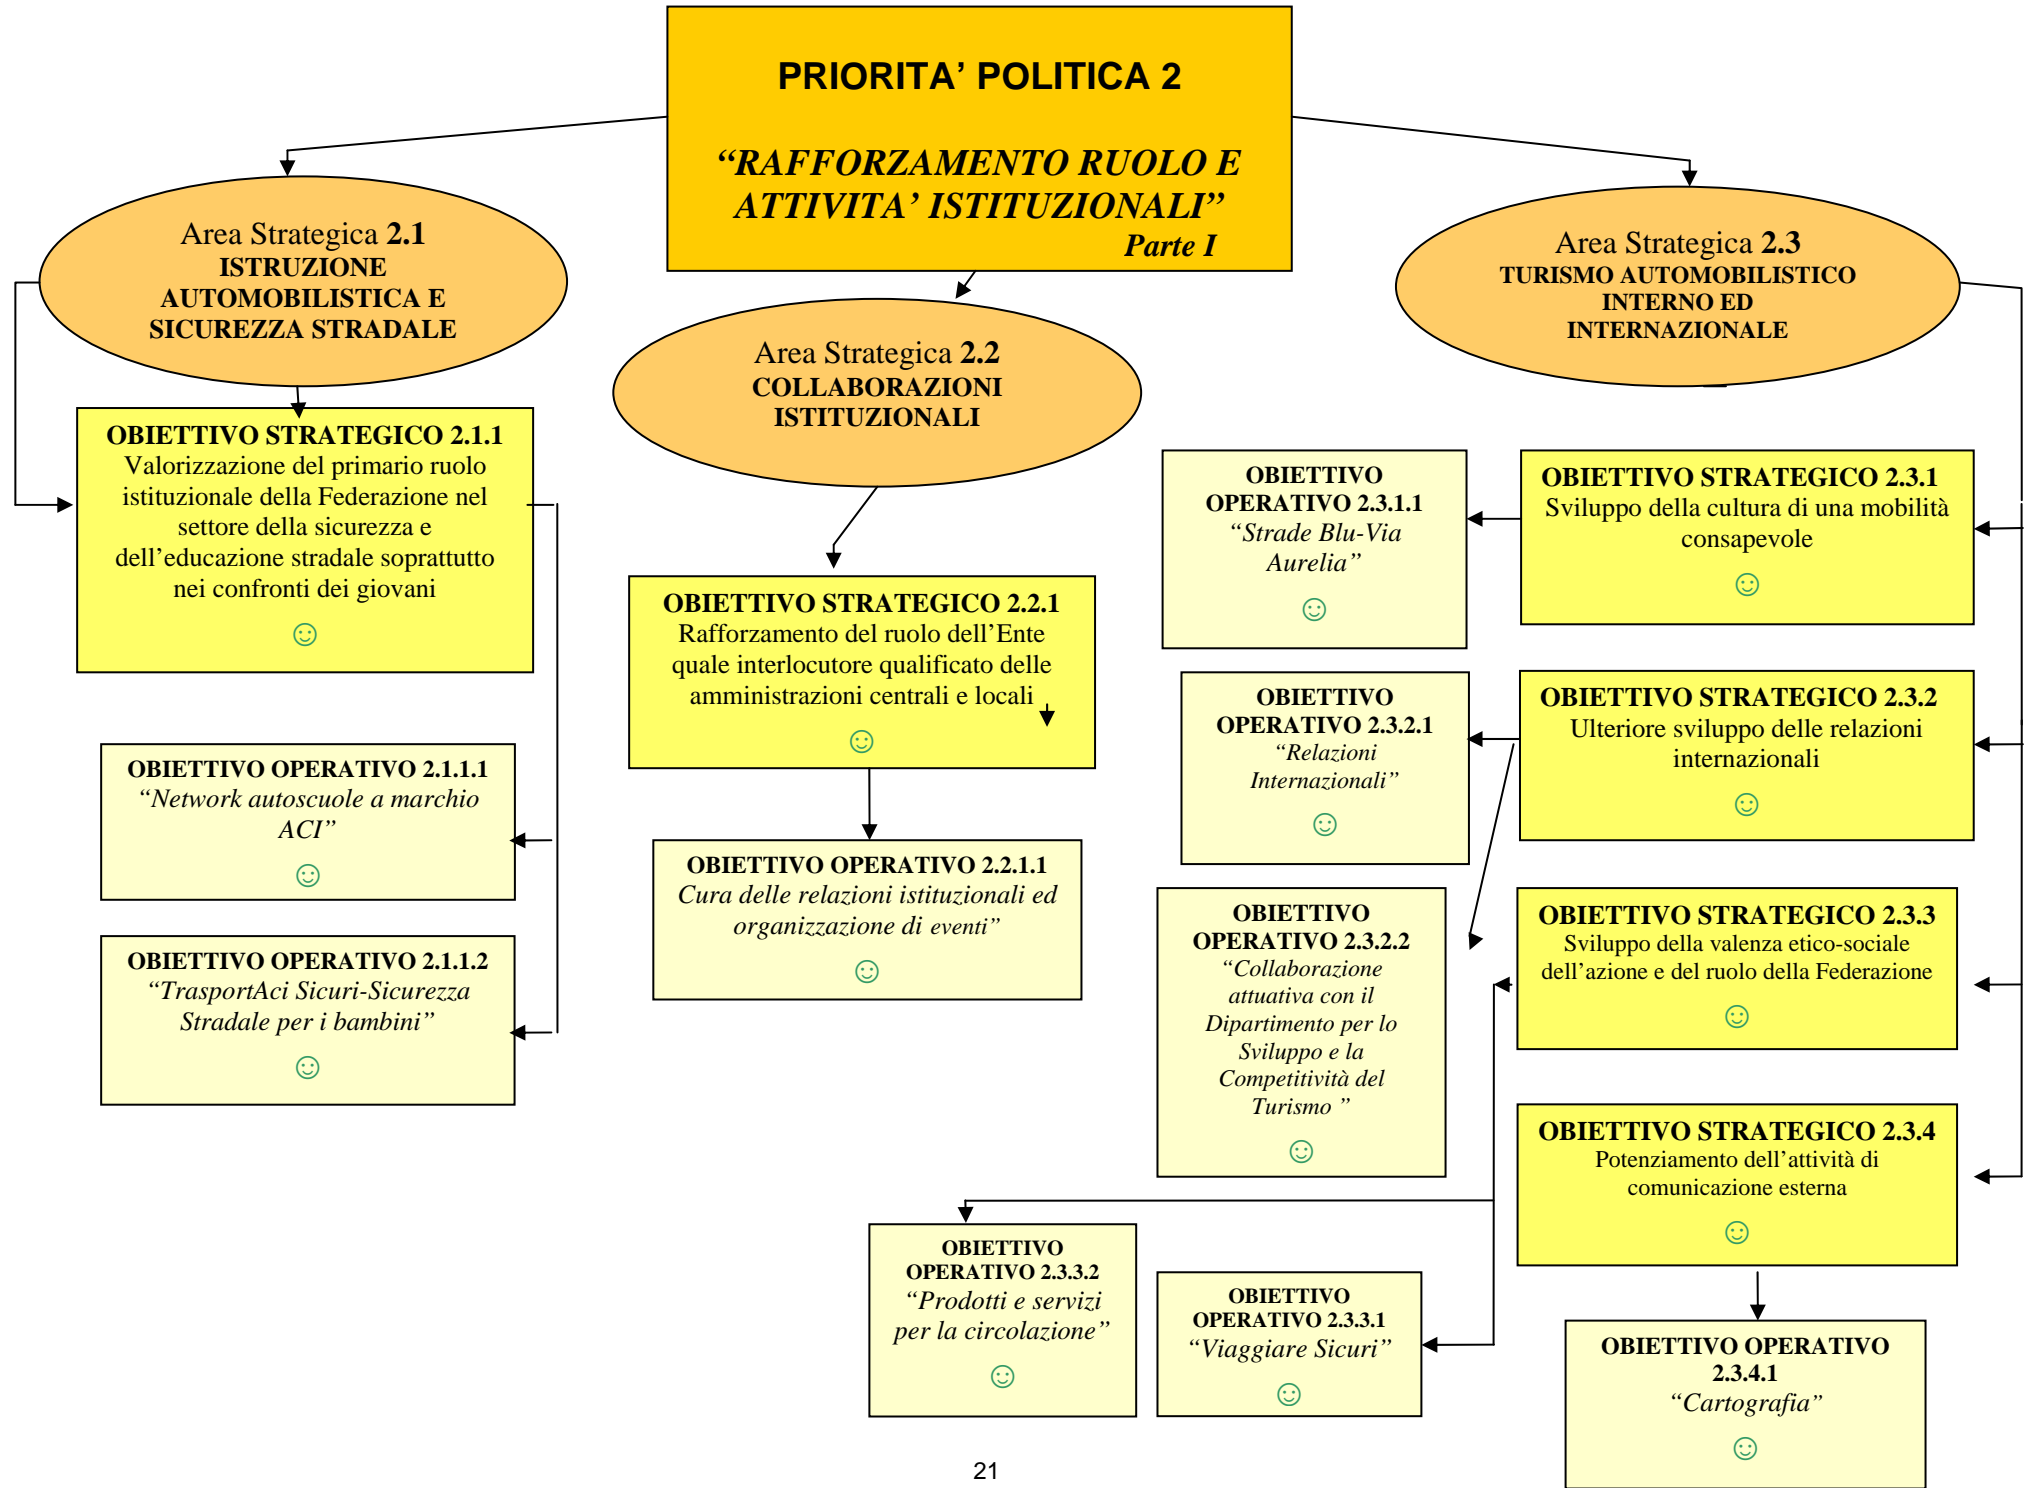 PRIORITA’ POLITICA 2
“RAFFORZAMENTO RUOLO E
ATTIVITA’ ISTITUZIONALI”
Parte I
Area Strategica 2.1
ISTRUZIONE
AUTOMOBILISTICA E
SICUREZZA STRADALE
OBIETTIVO STRATEGICO 2.1.1
Valorizzazione del primario ruolo
istituzionale della Federazione nel
settore della sicurezza e
dell’educazione stradale soprattutto
nei confronti dei giovani
☺
OBIETTIVO OPERATIVO 2.1.1.1
“Network autoscuole a marchio
ACI”
☺
OBIETTIVO OPERATIVO 2.1.1.2
“TrasportAci Sicuri-Sicurezza
Stradale per i bambini”
☺
Area Strategica 2.2
COLLABORAZIONI
ISTITUZIONALI
OBIETTIVO STRATEGICO 2.2.1
Rafforzamento del ruolo dell’Ente
quale interlocutore qualificato delle
amministrazioni centrali e locali
☺
OBIETTIVO OPERATIVO 2.2.1.1
Cura delle relazioni istituzionali ed
organizzazione di eventi”
☺
Area Strategica 2.3
TURISMO AUTOMOBILISTICO
INTERNO ED
INTERNAZIONALE
OBIETTIVO STRATEGICO 2.3.1
Sviluppo della cultura di una mobilità
consapevole
☺
OBIETTIVO
OPERATIVO 2.3.1.1
“Strade Blu-Via
Aurelia”
☺
OBIETTIVO STRATEGICO 2.3.2
Ulteriore sviluppo delle relazioni
internazionali
☺
OBIETTIVO
OPERATIVO 2.3.2.1
“Relazioni
Internazionali”
☺
OBIETTIVO
OPERATIVO 2.3.2.2
“Collaborazione
attuativa con il
Dipartimento per lo
Sviluppo e la
Competitività del
Turismo ”
☺
OBIETTIVO STRATEGICO 2.3.3
Sviluppo della valenza etico-sociale
dell’azione e del ruolo della Federazione
☺
OBIETTIVO
OPERATIVO 2.3.3.2
“Prodotti e servizi
per la circolazione”
☺
OBIETTIVO
OPERATIVO 2.3.3.1
“Viaggiare Sicuri”
☺
OBIETTIVO STRATEGICO 2.3.4
Potenziamento dell’attività di
comunicazione esterna
☺
OBIETTIVO OPERATIVO
2.3.4.1
“Cartografia”
☺
21